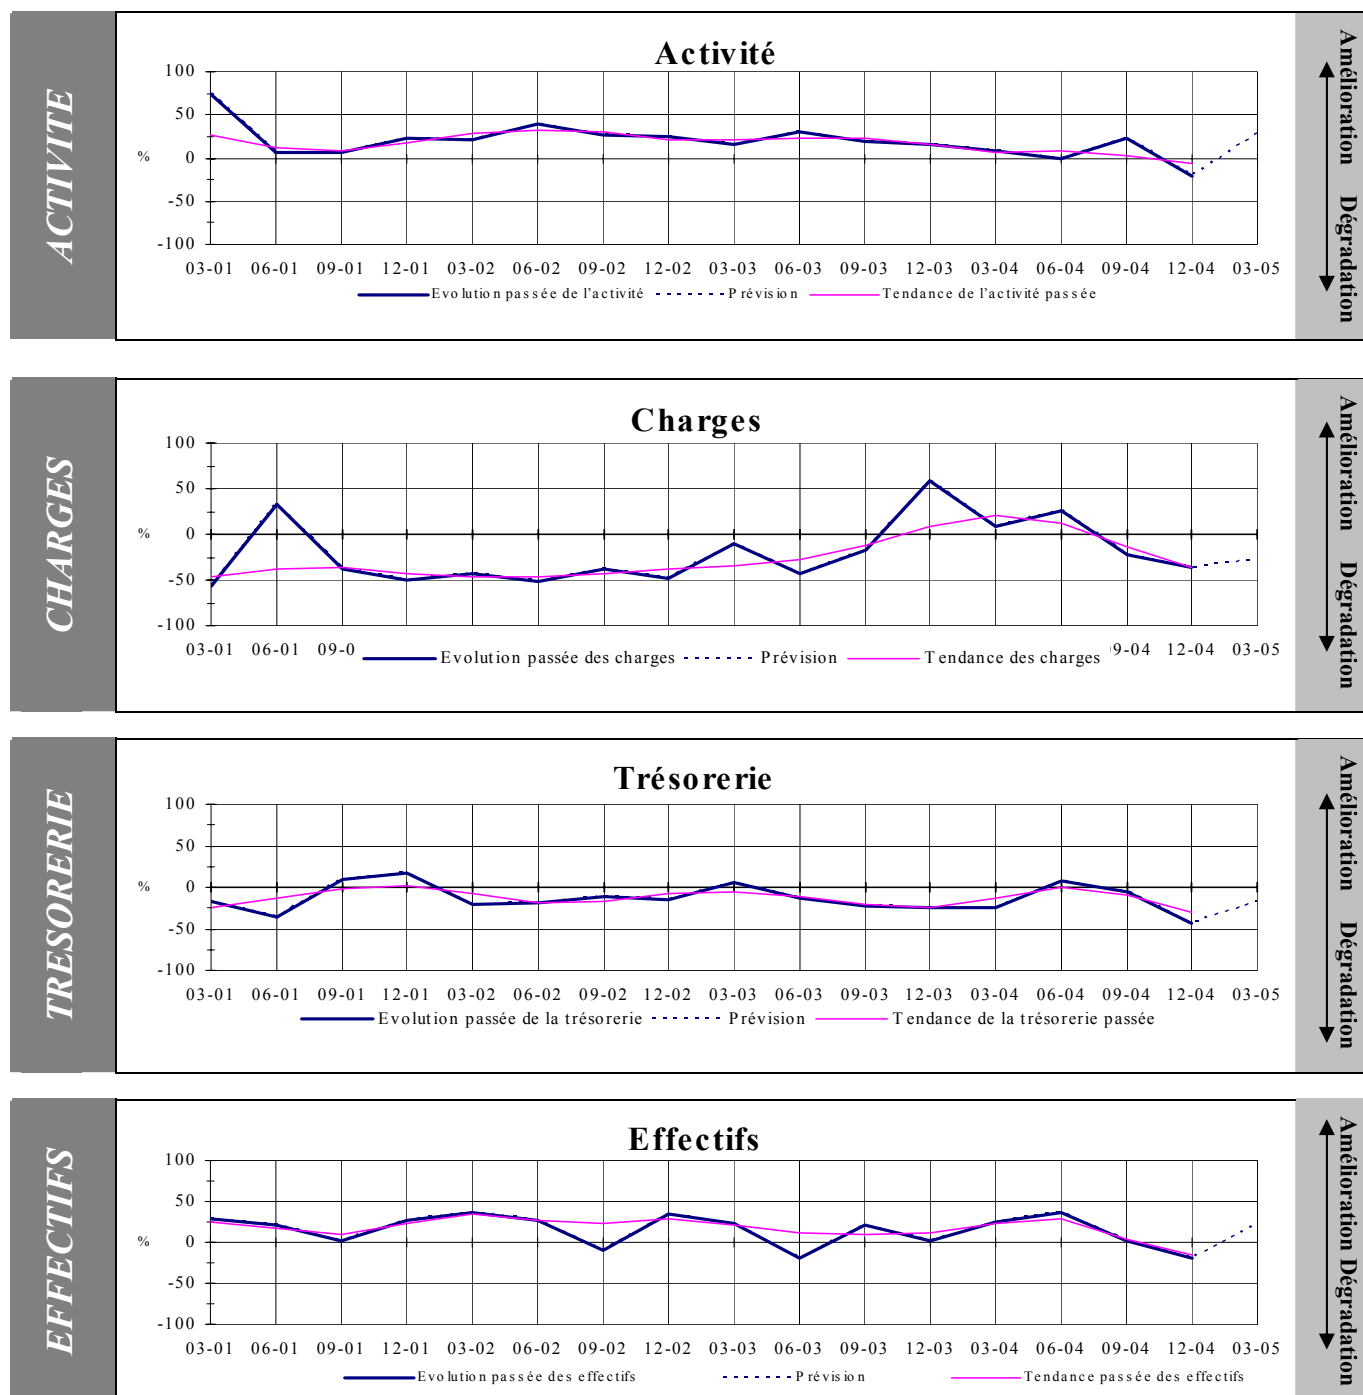 ACTIVITE
Activité
100
50
%
0
-50
-100
03-01 06-01 09-01 12-01 03-02 06-02 09-02 12-02 03-03 06-03 09-03 12-03 03-04 06-04 09-04 12-04 03-05
Evolution passée de l'activité Prévision Tendance de l'activité passée
Amélioration Dégradation
CHARGES
Charges
100
50
%
0
-50
-100
03-01 06-01 09-0 9-04 12-04 03-05
Evolution passée des charges Prévision Tendance des charges
Amélioration Dégradation
TRESORERIE
Trésorerie
100
50
%
0
-50
-100
03-01 06-01 09-01 12-01 03-02 06-02 09-02 12-02 03-03 06-03 09-03 12-03 03-04 06-04 09-04 12-04 03-05
Evolution passée de la trésorerie Prévision Tendance de la trésorerie passée
Amélioration Dégradation
EFFECTIFS
Effectifs
100
50
%
0
-50
-100
03-01 06-01 09-01 12-01 03-02 06-02 09-02 12-02 03-03 06-03 09-03 12-03 03-04 06-04 09-04 12-04 03-05
Evolution passée des effectifs Prévision Tendance passée des effectifs
Amélioration Dégradation